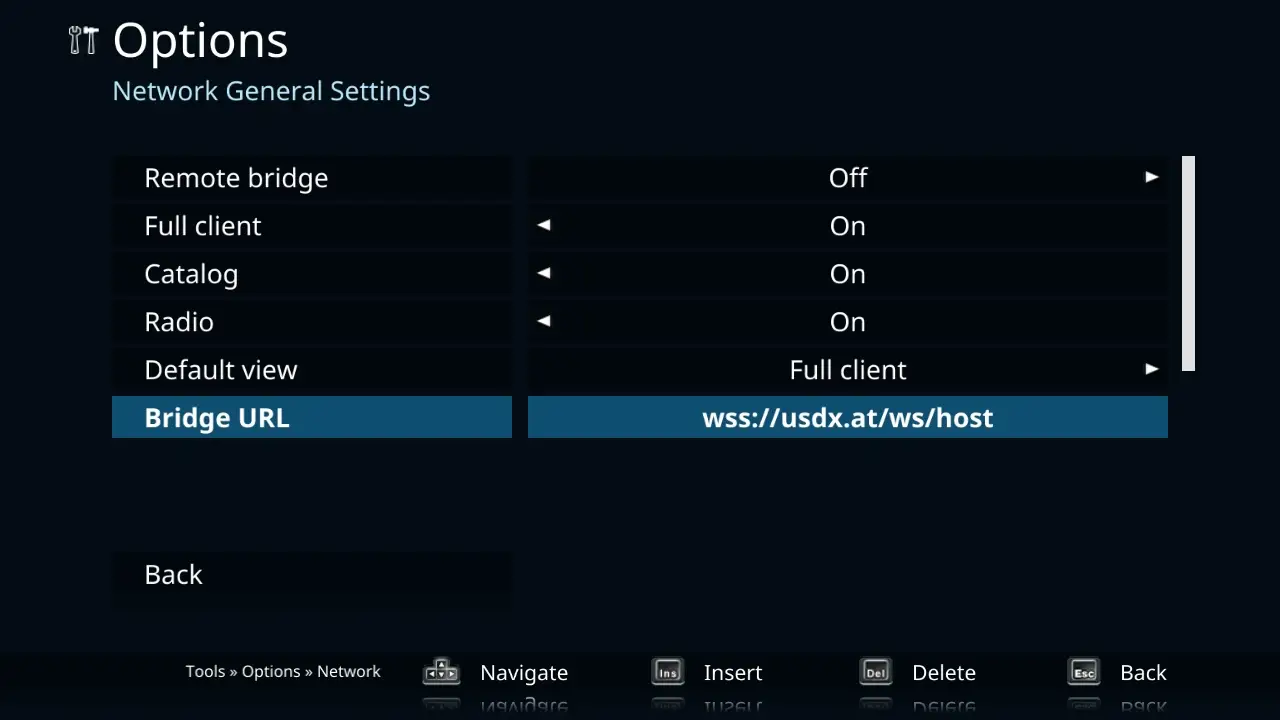 Options
Network General Settings
Remote bridge Off
Full client On
Catalog On
Radio On
Default view Full client
Bridge URL wss://usdx.at/ws/host
Back
Tools » Options » Network Navigate Ins Insert Del Delete Esc Back